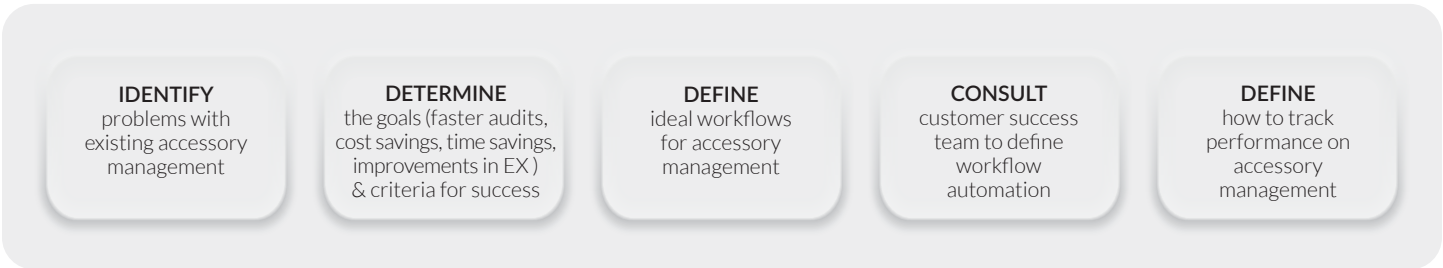 IDENTIFY
problems with
existing accessory
management
DETERMINE
the goals (faster audits,
cost savings, time savings,
improvements in EX )
& criteria for success
DEFINE
ideal workflows
for accessory
management
CONSULT
customer success
team to define
workflow
automation
DEFINE
how to track
performance on
accessory
management